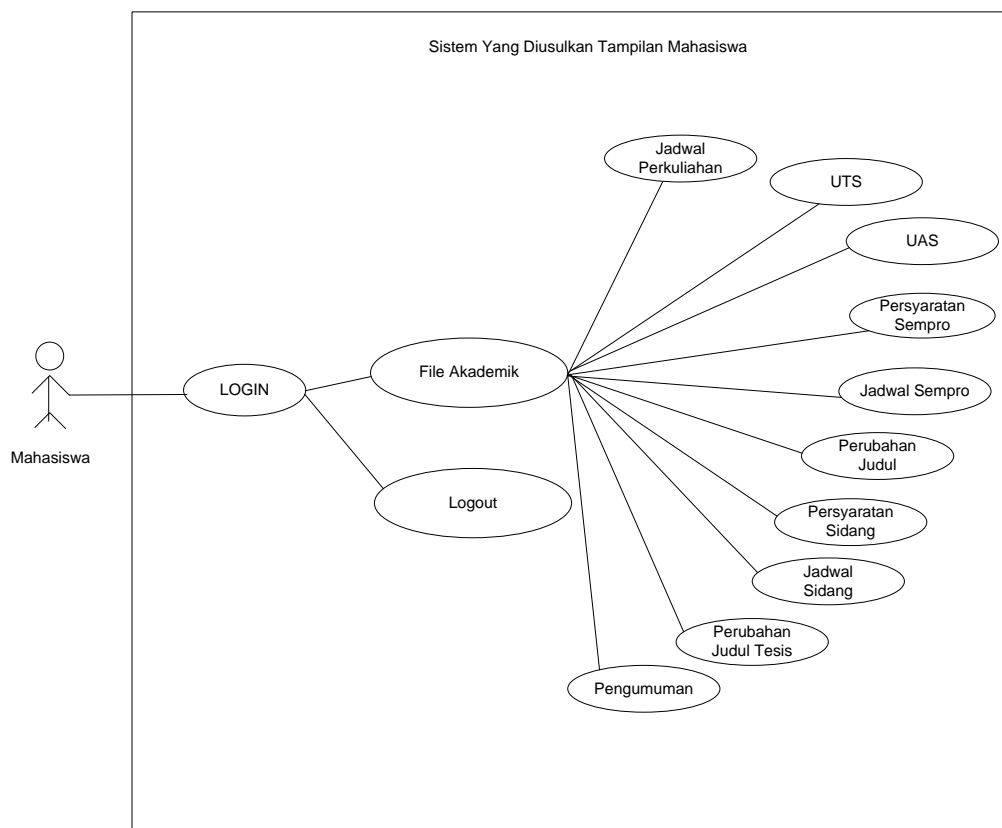 Sistem Yang Diusulkan Tampilan Mahasiswa
Jadwal
Perkuliahan
UTS
UAS
Persyaratan
Sempro
File Akademik
LOGIN
Jadwal Sempro
Mahasiswa
Perubahan
Judul
Logout
Persyaratan
Sidang
Jadwal
Sidang
Perubahan
Judul Tesis
Pengumuman